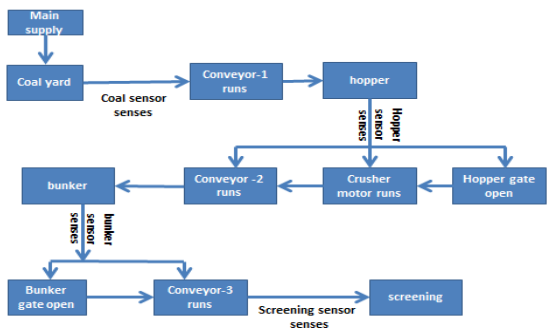 Main
supply
Coal yard
Coal sensor
senses
Conveyor-1
runs
hopper
Hopper
sensor
senses
bunker
Conveyor -2
runs
Crusher
motor runs
Hopper gate
open
bunker
sensor
senses
Bunker
gate open
Conveyor-3
runs
Screening sensor
senses
screening